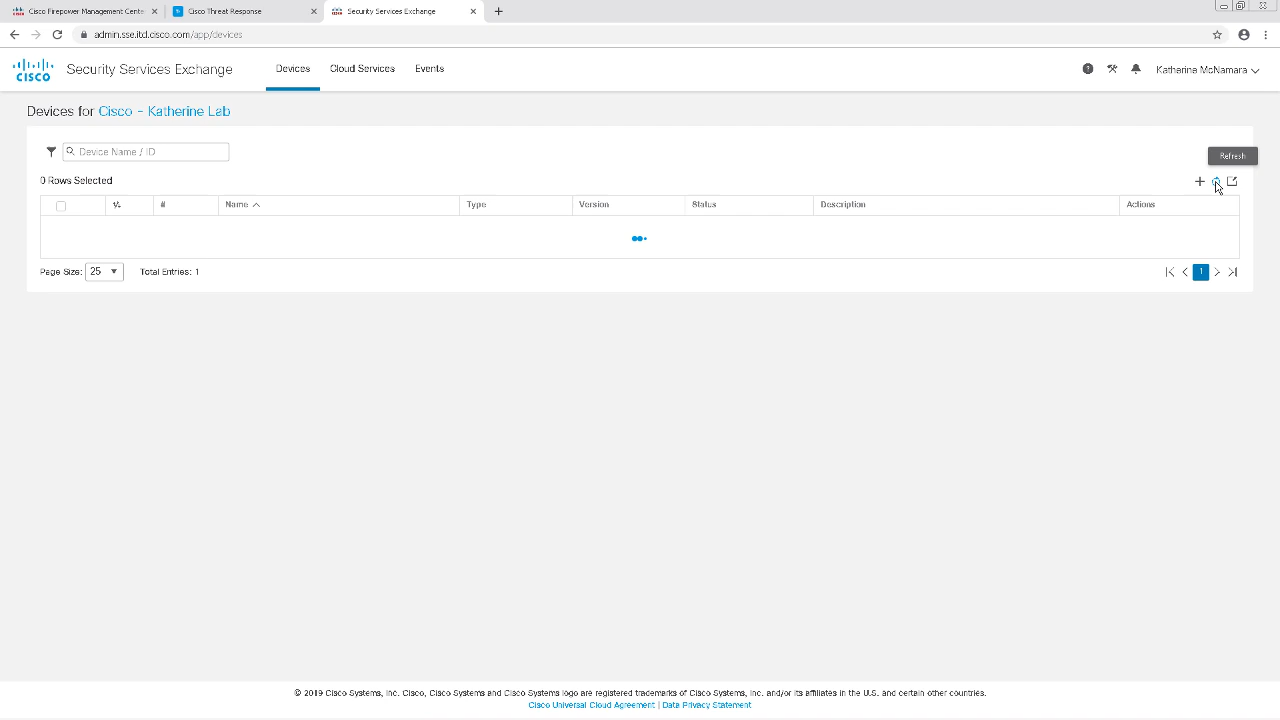 Cisco Firepower Management Cente
Cisco Threat Response
Security Services Exchange
admin.sse.itd.cisco.com/app/devices
cisco
Security Services Exchange
Devices
Cloud Services
Events
Katherine McNamara
Devices for Cisco - Katherine Lab
Device Name / ID
Refresh
0 Rows Selected
%
#
Name
Type
Version
Status
Description
Actions
Page Size: 25
Total Entries: 1
1
© 2019 Cisco Systems, Inc. Cisco, Cisco Systems and Cisco Systems logo are registered trademarks of Cisco Systems, Inc. and/or its affiliates in the U.S. and certain other countries.
Cisco Universal Cloud Agreement | Data Privacy Statement